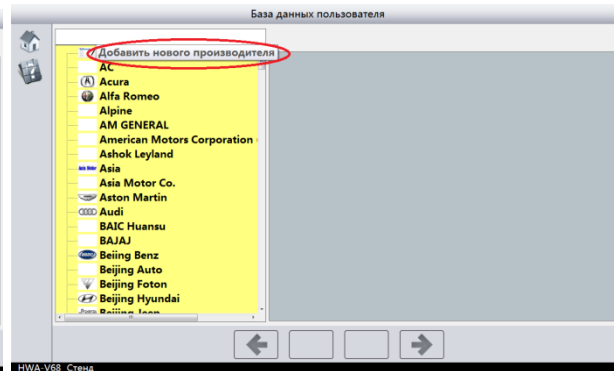 База данных пользователя
Добавить нового производителя
AC
Acura
Alfa Romeo
Alpine
AM GENERAL
American Motors Corporation
Ashok Leyland
Asia
Asia Motor Co.
Aston Martin
Audi
BAIC Huansu
BAJAJ
Beiing Benz
Beijing Auto
Beijing Foton
Beijing Hyundai
Beijing Jeep
HWA-V68 Стенд